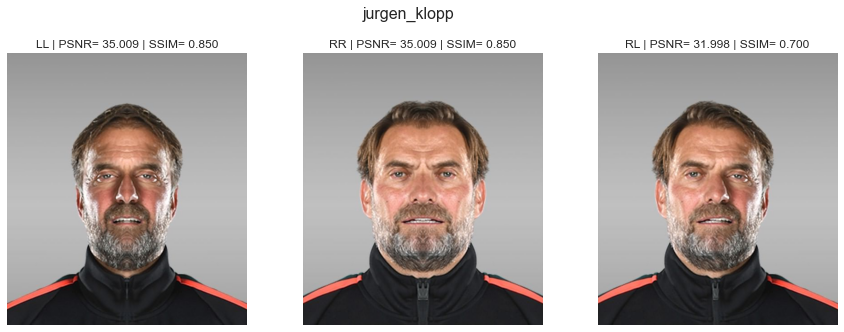 jurgen_klopp
LL | PSNR= 35.009 | SSIM= 0.850
RR | PSNR= 35.009 | SSIM= 0.850
RL | PSNR= 31.998 | SSIM= 0.700